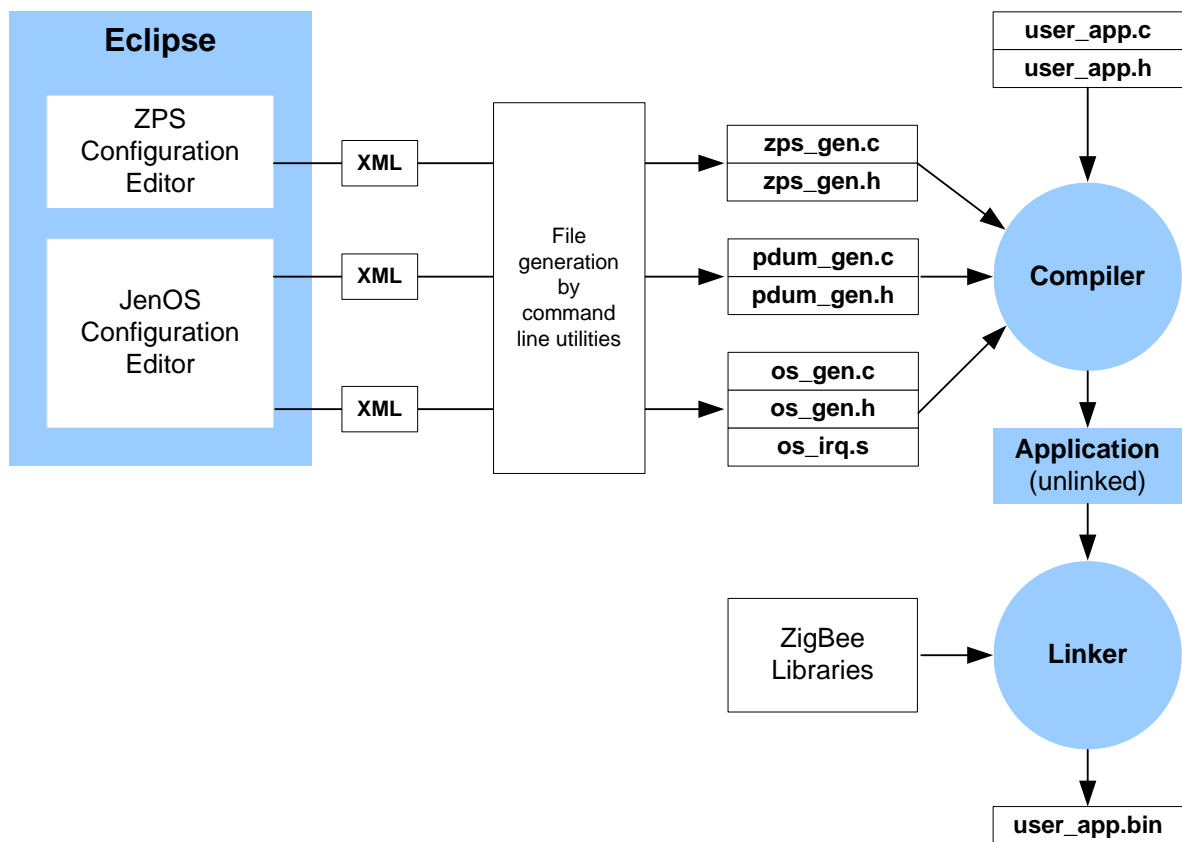 Eclipse
ZPS
Configuration
Editor
JenOS
Configuration
Editor
XML
XML
XML
File
generation
by
command
line utilities
zps_gen.c
zps_gen.h
pdum_gen.c
pdum_gen.h
os_gen.c
os_gen.h
os_irq.s
user_app.c
user_app.h
Compiler
Application
(unlinked)
ZigBee
Libraries
Linker
user_app.bin